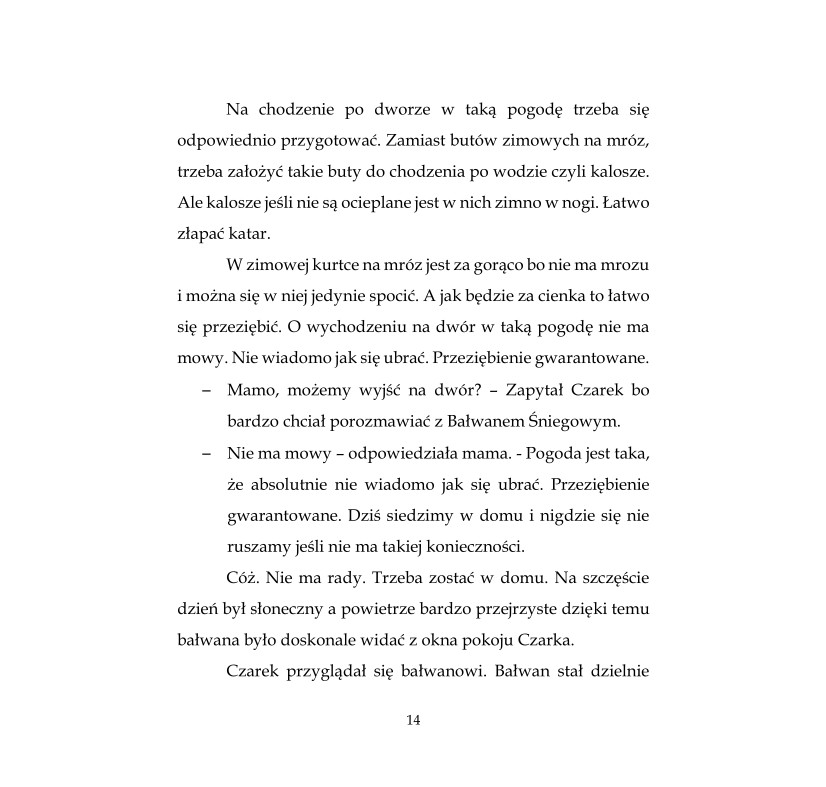 Na chodzenie po dworze w taką pogodę trzeba się
odpowiednio przygotować. Zamiast butów zimowych na mróz,
trzeba założyć takie buty do chodzenia po wodzie czyli kalosze.
Ale kalosze jeśli nie są ocieplane jest w nich zimno w nogi. Łatwo
złapać katar.
W zimowej kurtce na mróz jest za gorąco bo nie ma mrozu
i można się w niej jedynie spocić. A jak będzie za cienka to łatwo
się przeziębić. O wychodzeniu na dwór w taką pogodę nie ma
mowy. Nie wiadomo jak się ubrać. Przeziębienie gwarantowane.
– Mamo, możemy wyjść na dwór? – Zapytał Czarek bo
bardzo chciał porozmawiać z Bałwanem Śniegowym.
– Nie ma mowy – odpowiedziała mama. - Pogoda jest taka,
że absolutnie nie wiadomo jak się ubrać. Przeziębienie
gwarantowane. Dziś siedzimy w domu i nigdzie się nie
ruszamy jeśli nie ma takiej konieczności.
Cóż. Nie ma rady. Trzeba zostać w domu. Na szczęście
dzień był słoneczny a powietrze bardzo przejrzyste dzięki temu
bałwana było doskonale widać z okna pokoju Czarka.
Czarek przyglądał się bałwanowi. Bałwan stał dzielnie
14